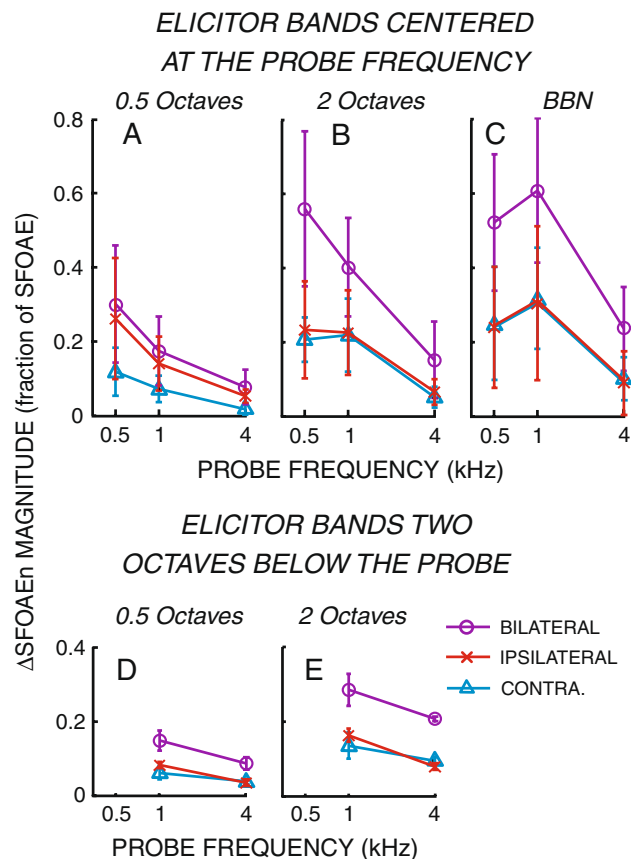 ELICITOR BANDS CENTERED
AT THE PROBE FREQUENCY
0.5 Octaves
2 Octaves
BBN
A
B
C
0.8
0.6
0.4
0.2
0
0.5
1
4
0.5
1
4
0.5
1
4
PROBE FREQUENCY (kHz)
ΔSFOAEn MAGNITUDE (fraction of SFOAE)
ELICITOR BANDS TWO
OCTAVES BELOW THE PROBE
0.5 Octaves
2 Octaves
D
E
0.4
0.2
0
0.5
1
4
0.5
1
4
PROBE FREQUENCY (kHz)
BILATERAL
IPSILATERAL
CONTRA.